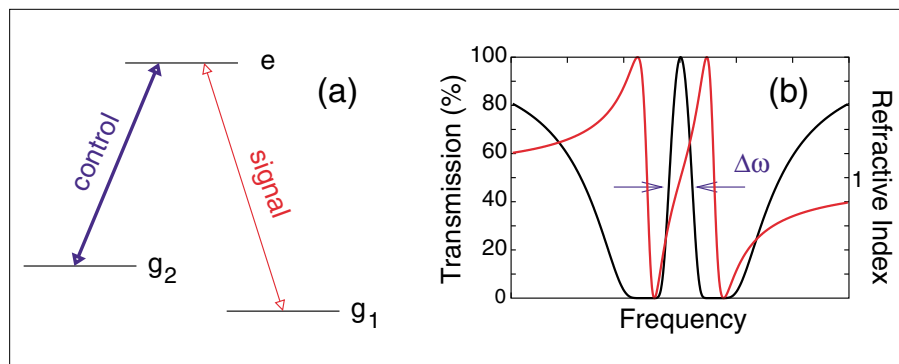 e
(a)
control
signal
g2
g1
(b)
100
80
60
40
20
0
Transmission (%)
Δω
1
Refractive Index
Frequency